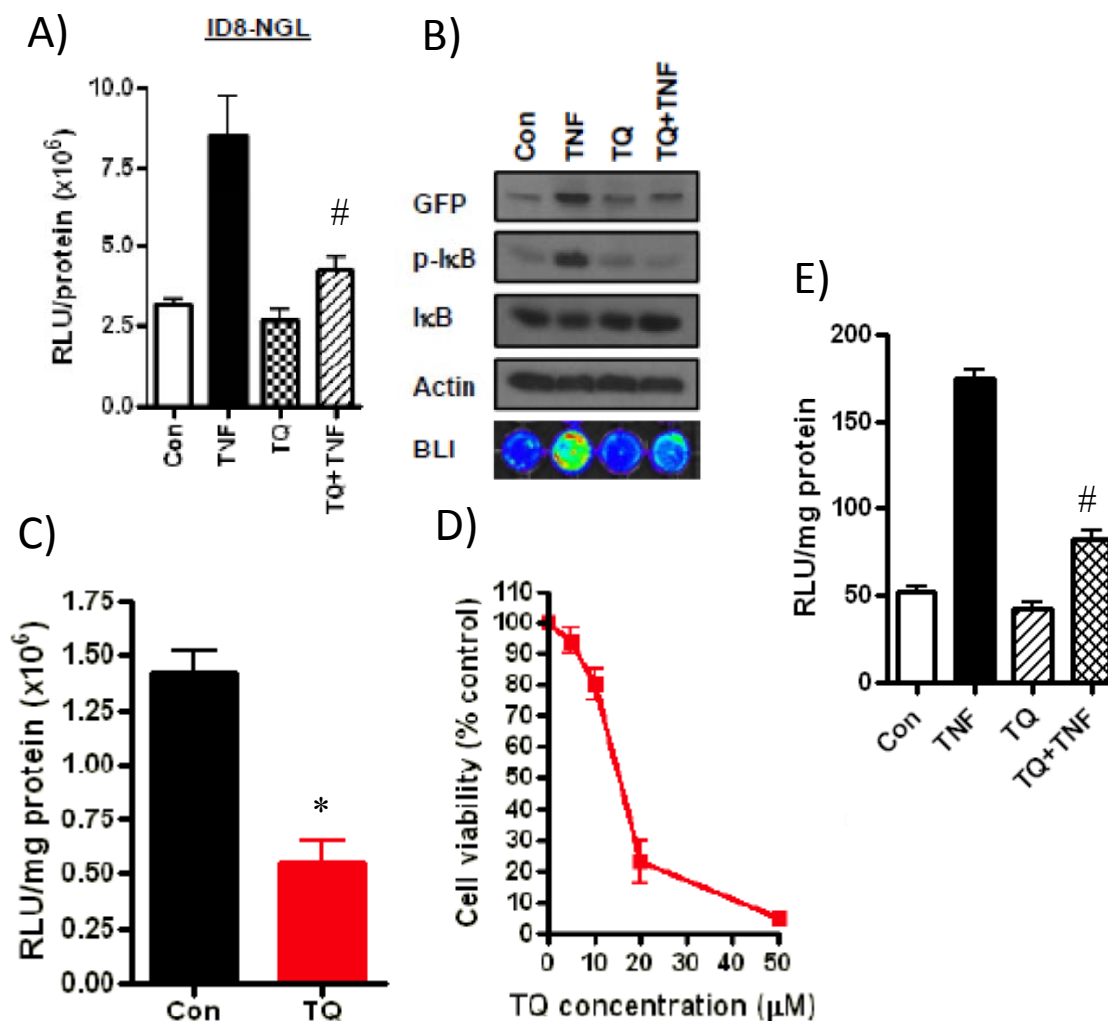 A)
ID8-NGL
RLU/protein (x10⁶)
10.0
7.5
5.0
2.5
0.0
#
Con
TNF
TQ
TQ+TNF
B)
Con
TNF
TQ
TQ+TNF
GFP
p-IκB
IκB
Actin
BLI
C)
RLU/mg protein (x10⁶)
1.75
1.50
1.25
1.00
0.75
0.50
0.25
0.00
*
Con
TQ
D)
Cell viability (% control)
110
100
90
80
70
60
50
40
30
20
10
0
0 10 20 30 40 50
TQ concentration (μM)
E)
RLU/mg protein
200
150
100
50
0
#
Con
TNF
TQ
TQ+TNF